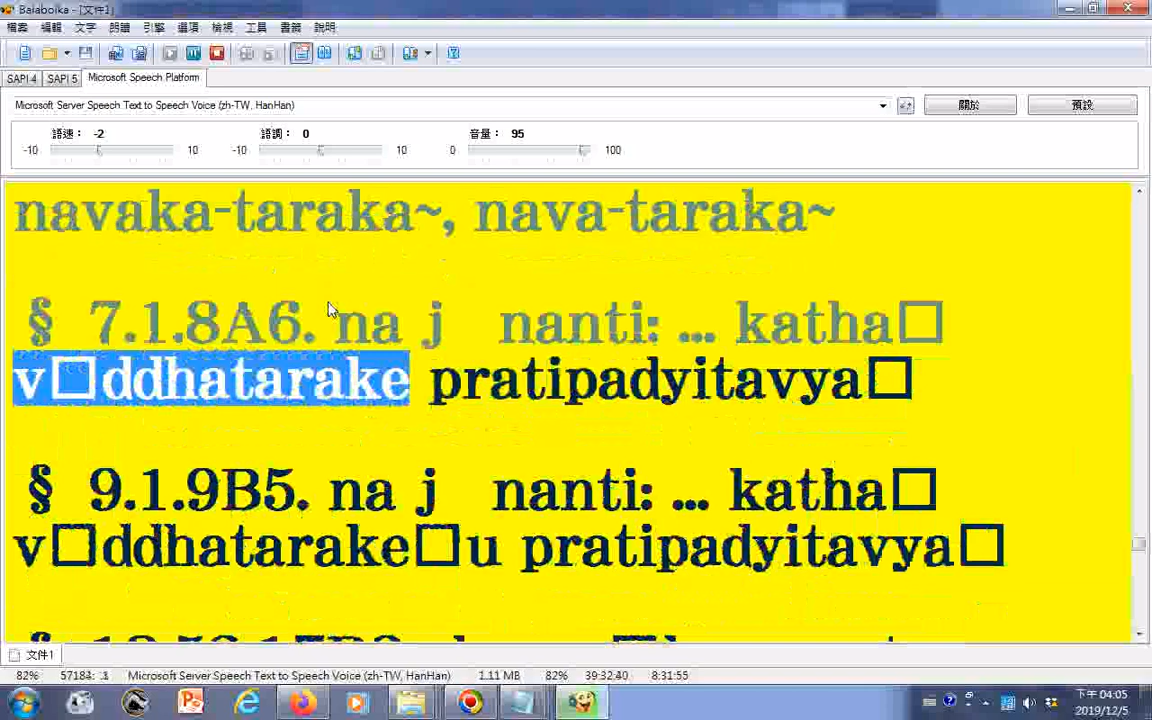 Balabolka - [文件1]
檔案 編輯 文字 朗讀 引擎 選項 檢視 工具 書籤 說明
SAPI 4 SAPI 5 Microsoft Speech Platform
Microsoft Server Speech Text to Speech Voice (zh-TW, HanHan) 關於 預設
語速： -2 語調： 0 音量： 95
-10 10 -10 10 0 100
navaka-taraka~, nava-taraka~
§ 7.1.8A6. na j nanti: ... katha□
v□ddhatarake pratipadyitavya□
§ 9.1.9B5. na j nanti: ... katha□
v□ddhatarake□u pratipadyitavya□
文件1
82% 57184: 1 Microsoft Server Speech Text to Speech Voice (zh-TW, HanHan) 1.11 MB 82% 39:32:40 8:31:55
下午 04:05
2019/12/5